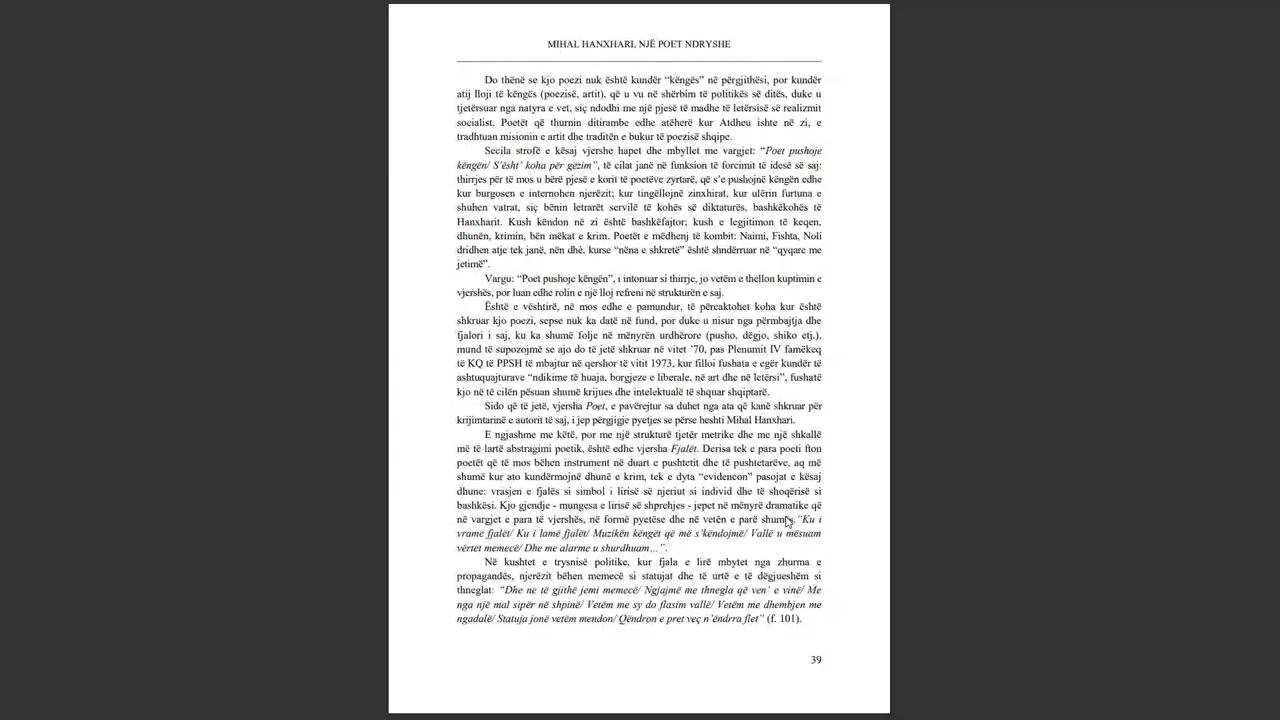 MIHAL HANXHARI, NJË POET NDRYSHE
Do thënë se kjo poezi nuk është kundër “këngës” në përgjithësi, por kundër
atij lloji të këngës (poezisë, artit), që u vu në shërbim të politikës së ditës, duke u
tjetërsuar nga natyra e vet, siç ndodhi me një pjesë të madhe të letërsisë së realizmit
socialist. Poetët që thurnin ditirambe edhe atëherë kur Atdheu ishte në zi, e
tradhtuan misionin e artit dhe traditën e bukur të poezisë shqipe.
Secila strofë e kësaj vjershe hapet dhe mbyllet me vargjet: “Poet pushoje
këngën/ S’ësht’ koha për gëzim”, të cilat janë në funksion të forcimit të idesë së saj:
thirrjes për të mos u bërë pjesë e korit të poetëve zyrtarë, që s’e pushojnë këngën edhe
kur burgosen e internohen njerëzit; kur tingëllojnë zinxhirat, kur ulërin furtuna e
shuhen vatrat, siç bënin letrarët servilë të kohës së diktaturës, bashkëkohës të
Hanxharit. Kush këndon në zi është bashkëfajtor; kush e legjitimon të keqen,
dhunën, krimin, bën mëkat e krim. Poetët e mëdhenj të kombit: Naimi, Fishta, Noli
dridhen atje tek janë, nën dhé, kurse “nëna e shkretë” është shndërruar në “qyqare me
jetimë”.
Vargu: “Poet pushoje këngën”, i intonuar si thirrje, jo vetëm e thellon kuptimin e
vjershës, por luan edhe rolin e një lloj refreni në strukturën e saj.
Është e vështirë, në mos edhe e pamundur, të përcaktohet koha kur është
shkruar kjo poezi, sepse nuk ka datë në fund, por duke u nisur nga përmbajtja dhe
fjalori i saj, ku ka shumë folje në mënyrën urdhërore (pusho, dëgjo, shiko etj.),
mund të supozojmë se ajo do të jetë shkruar në vitet ’70, pas Plenumit IV famëkeq
të KQ të PPSH të mbajtur në qershor të vitit 1973, kur filloi fushata e egër kundër të
ashtuquajturave “ndikime të huaja, borgjeze e liberale, në art dhe në letërsi”, fushatë
kjo në të cilën pësuan shumë krijues dhe intelektualë të shquar shqiptarë.
Sido që të jetë, vjersha Poet, e pavërejtur sa duhet nga ata që kanë shkruar për
krijimtarinë e autorit të saj, i jep përgjigje pyetjes se përse heshti Mihal Hanxhari.
E ngjashme me këtë, por me një strukturë tjetër metrike dhe me një shkallë
më të lartë abstragimi poetik, është edhe vjersha Fjalët. Derisa tek e para poeti fton
poetët që të mos bëhen instrument në duart e pushtetit dhe të pushtetarëve, aq më
shumë kur ato kundërmojnë dhunë e krim, tek e dyta “evidencon” pasojat e kësaj
dhune: vrasjen e fjalës si simbol i lirisë së njeriut si individ dhe të shoqërisë si
bashkësi. Kjo gjendje - mungesa e lirisë së shprehjes - jepet në mënyrë dramatike që
në vargjet e para të vjershës, në formë pyetëse dhe në vetën e parë shumës. “Ku i
vramë fjalët/ Ku i lamë fjalët/ Muzikën këngët që më s’këndojmë/ Vallë u mësuam
vërtet memecë/ Dhe me alarme u shurdhuam…”.
Në kushtet e trysnisë politike, kur fjala e lirë mbytet nga zhurma e
propagandës, njerëzit bëhen memecë si statujat dhe të urtë e të dëgjueshëm si
thneglat: “Dhe ne të gjithë jemi memecë/ Ngjajmë me thnegla që ven’ e vinë/ Me
nga një mal sipër në shpinë/ Vetëm me sy do flasim vallë/ Vetëm me dhembjen me
ngadalë/ Statuja jonë vetëm mendon/ Qëndron e pret veç n’ëndrra flet” (f. 101).
39